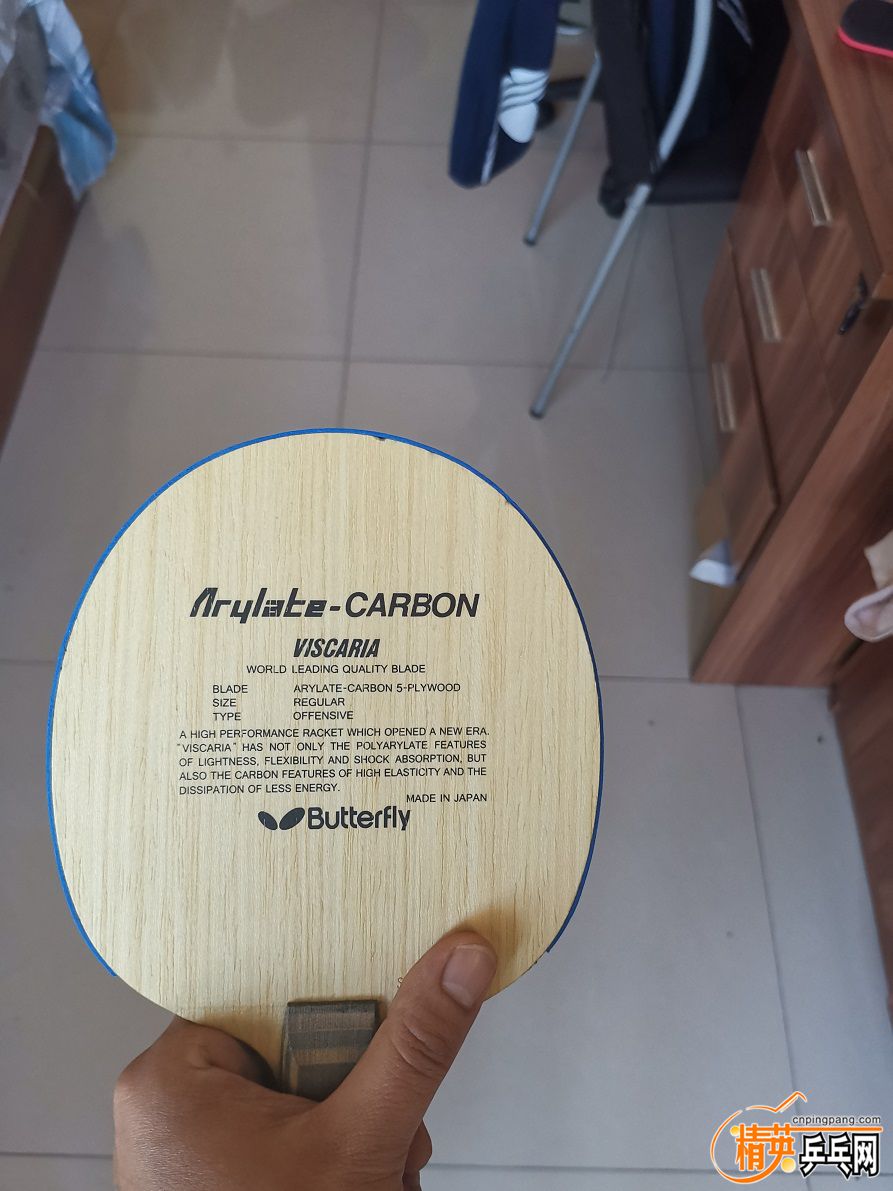 Arylate-CARBON
VISCARIA
WORLD LEADING QUALITY BLADE
BLADE ARYLATE-CARBON 5-PLYWOOD
SIZE REGULAR
TYPE OFFENSIVE
A HIGH PERFORMANCE RACKET WHICH OPENED A NEW ERA.
"VISCARIA" HAS NOT ONLY THE POLYARYLATE FEATURES
OF LIGHTNESS, FLEXIBILITY AND SHOCK ABSORPTION, BUT
ALSO THE CARBON FEATURES OF HIGH ELASTICITY AND THE
DISSIPATION OF LESS ENERGY.
MADE IN JAPAN
Butterfly
cnpingpang.com
精英乒乓网